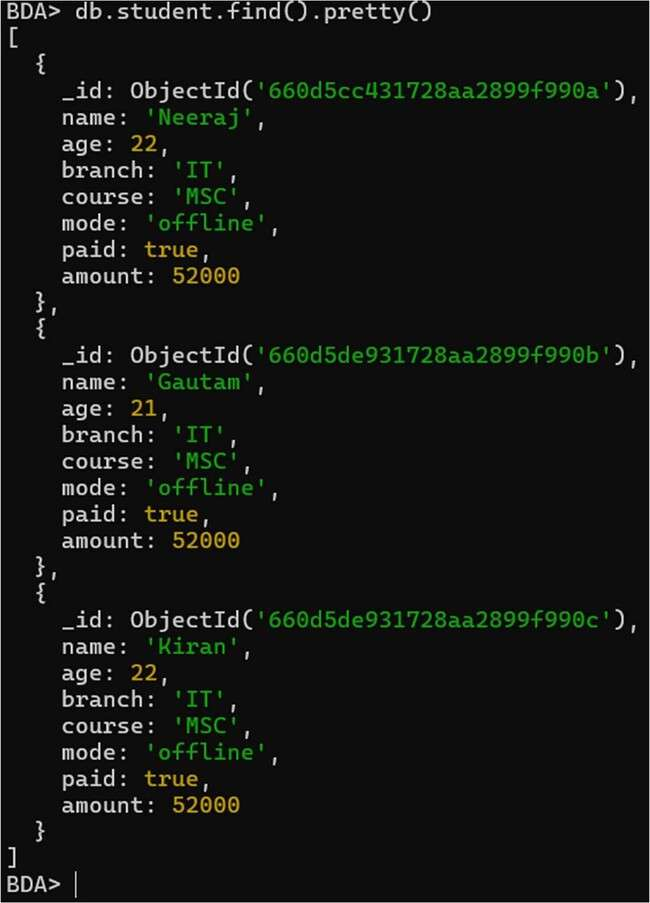 BDA> db.student.find().pretty()
[
  {
    _id: ObjectId('660d5cc431728aa2899f990a'),
    name: 'Neeraj',
    age: 22,
    branch: 'IT',
    course: 'MSC',
    mode: 'offline',
    paid: true,
    amount: 52000
  },
  {
    _id: ObjectId('660d5de931728aa2899f990b'),
    name: 'Gautam',
    age: 21,
    branch: 'IT',
    course: 'MSC',
    mode: 'offline',
    paid: true,
    amount: 52000
  },
  {
    _id: ObjectId('660d5de931728aa2899f990c'),
    name: 'Kiran',
    age: 22,
    branch: 'IT',
    course: 'MSC',
    mode: 'offline',
    paid: true,
    amount: 52000
  }
]
BDA>